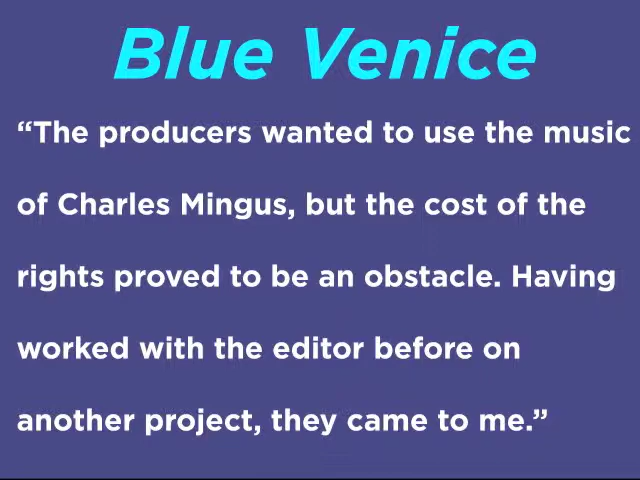 Blue Venice
“The producers wanted to use the music
of Charles Mingus, but the cost of the
rights proved to be an obstacle. Having
worked with the editor before on
another project, they came to me.”